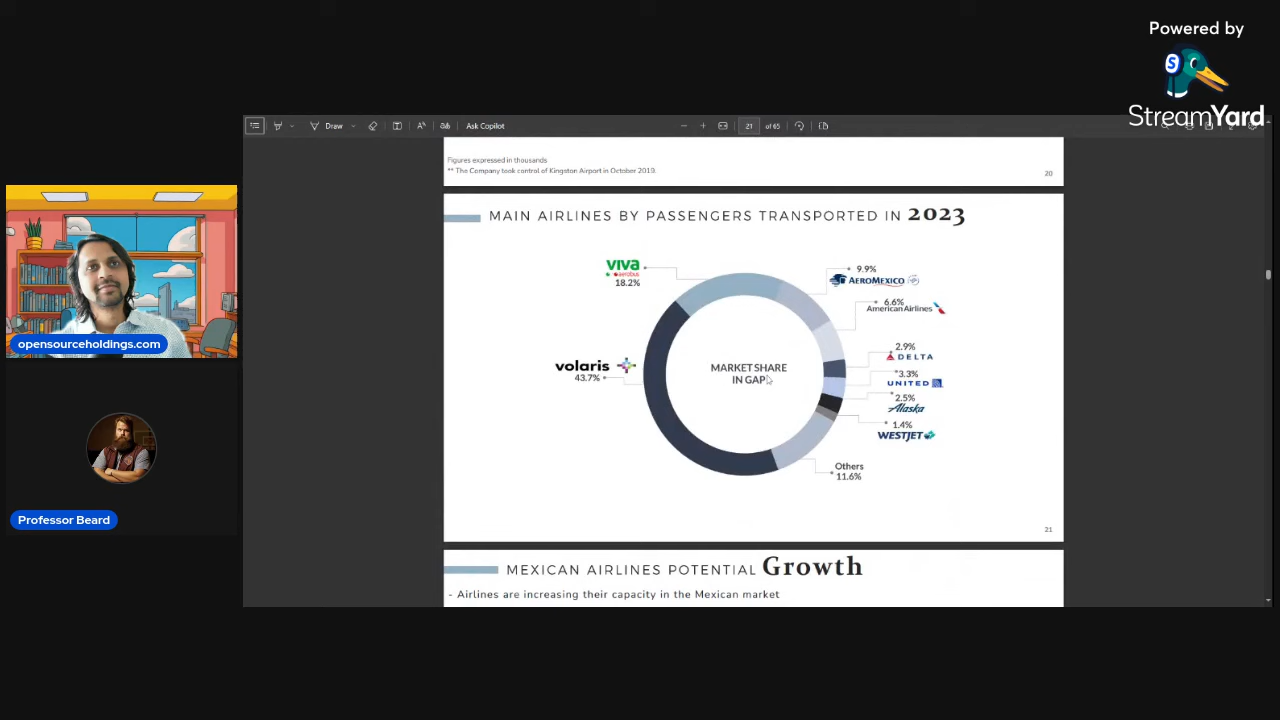 Powered by
S
StreamYard
Draw
Ask Copilot
21 of 65
Figures expressed in thousands
** The Company took control of Kingston Airport in October 2019.
20
MAIN AIRLINES BY PASSENGERS TRANSPORTED IN 2023
viva
aerobus
18.2%
9.9%
AEROMEXICO
6.6%
American Airlines
2.9%
DELTA
3.3%
UNITED
2.5%
Alaska
1.4%
WESTJET
volaris
43.7%
MARKET SHARE
IN GAP
Others
11.6%
21
MEXICAN AIRLINES POTENTIAL Growth
- Airlines are increasing their capacity in the Mexican market
opensourceholdings.com
Professor Beard